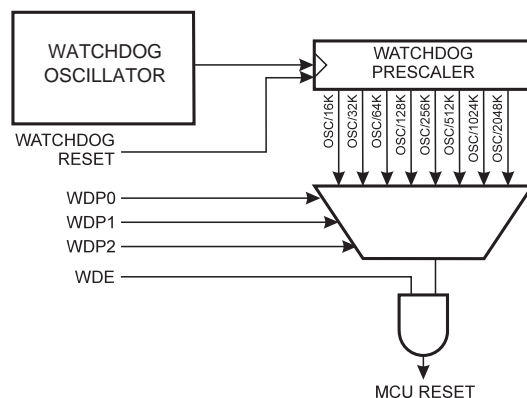 WATCHDOG
OSCILLATOR
WATCHDOG
PRESCALER
WATCHDOG
RESET
OSC/16K
OSC/32K
OSC/64K
OSC/128K
OSC/256K
OSC/512K
OSC/1024K
OSC/2048K
WDP0
WDP1
WDP2
WDE
MCU RESET